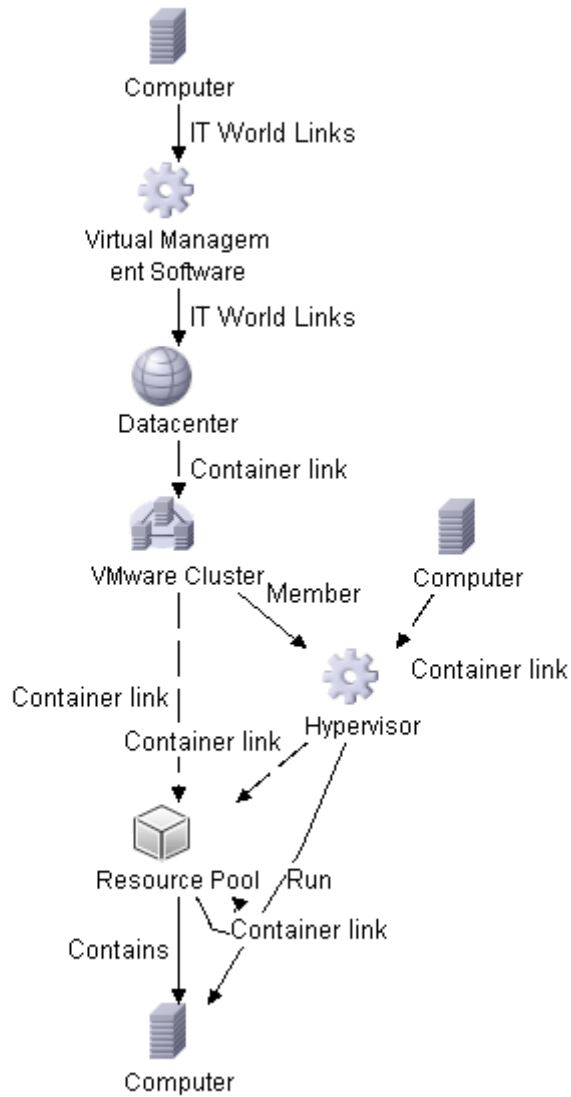 Computer
IT World Links
Virtual Managem
ent Software
IT World Links
Datacenter
Container link
VMware Cluster
Computer
Member
Container link
Container link
Hypervisor
Container link
Resource Pool
Run
Container link
Contains
Computer